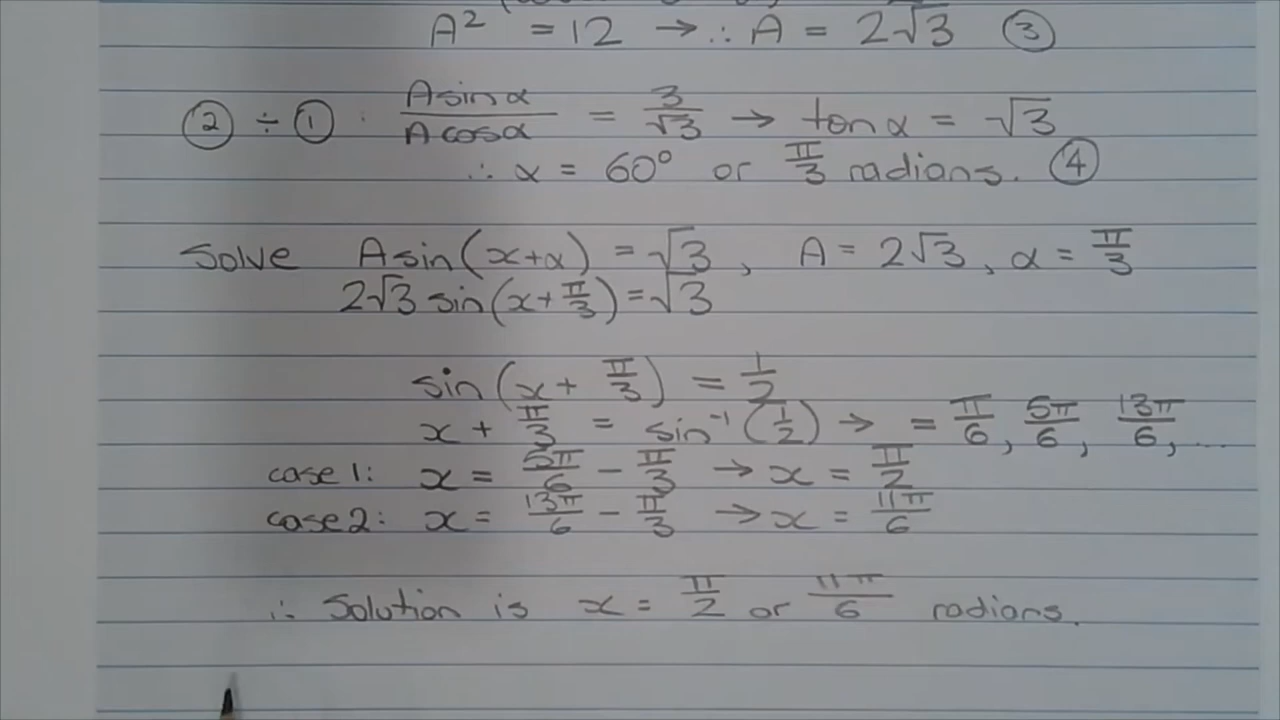 A² = 12 → ∴ A = 2√3 ③
② ÷ ① : A sin α / A cos α = 3/√3 → tan α = √3
∴ α = 60° or π/3 radians. ④
Solve A sin(x+α) = √3 , A = 2√3, α = π/3
2√3 sin(x+π/3) = √3
sin(x + π/3) = 1/2
x + π/3 = sin⁻¹(1/2) → = π/6, 5π/6, 13π/6, ...
case 1: x = 5π/6 − π/3 → x = π/2
case 2: x = 13π/6 − π/3 → x = 11π/6
∴ Solution is x = π/2 or 11π/6 radians.